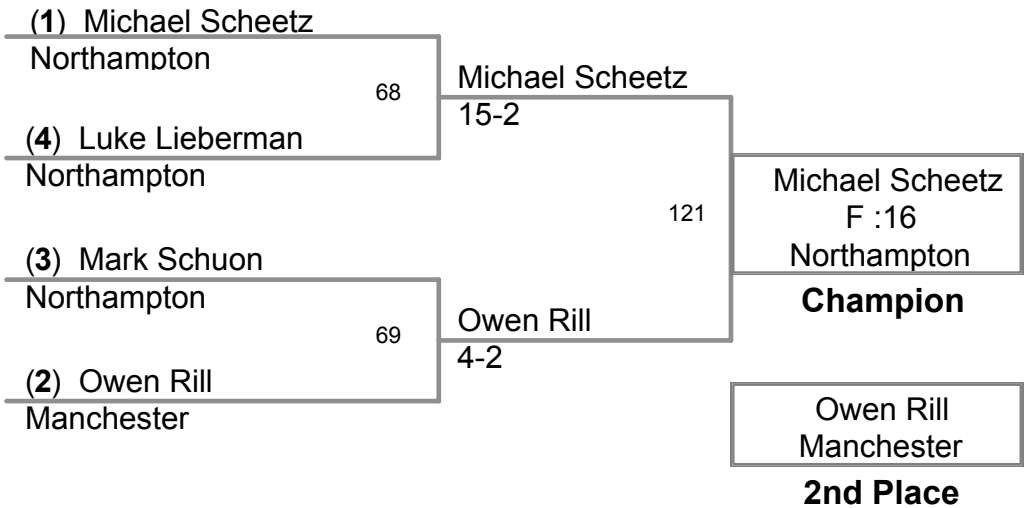 (1) Michael Scheetz
Northampton
68
(4) Luke Lieberman
Northampton
Michael Scheetz
15-2
(3) Mark Schuon
Northampton
69
(2) Owen Rill
Manchester
Owen Rill
4-2
121
Michael Scheetz
F :16
Northampton
Champion
Owen Rill
Manchester
2nd Place